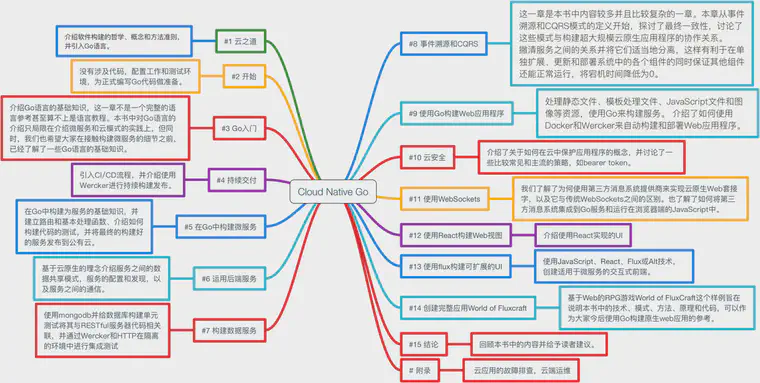 Cloud Native Go
#1 云之道
介绍软件构建的哲学、概念和方法准则，
并引入Go语言。
#2 开始
没有涉及代码，配置工作和测试环
境，为正式编写Go代码做准备。
#3 Go入门
介绍Go语言的基础知识，这一章不是一个完整的语
言参考甚至算不上是语言教程。本书中对Go语言的
介绍只局限在介绍微服务和云模式的实践上，但同
时，我们也希望大家在接触构建微服务的细节之前，
已经了解了一些Go语言的基础知识。
#4 持续交付
引入CI/CD流程，并介绍使用
Wercker进行持续构建发布。
#5 在Go中构建微服务
在Go中构建为服务的基础知识，并
建立路由和基本处理函数、介绍如何
构建代码的测试，并将最终的构建好
的服务发布到公有云。
#6 运用后端服务
基于云原生的理念介绍服务之间的数
据共享模式，服务的配置和发现，以
及服务之间的通信。
#7 构建数据服务
使用mongodb并给数据库构建单元
测试将其与RESTful服务器代码相关
联，并通过Wercker和HTTP在隔离
的环境中进行集成测试
#8 事件溯源和CQRS
这一章是本书中内容较多并且比较复杂的一章。本章从事件
溯源和CQRS模式的定义开始，探讨了最终一致性，讨论了
这些模式与构建超大规模云原生应用程序的协作关系。
撇清服务之间的关系并将它们适当地分离，这样有利于在单
独扩展、更新和部署系统中的各个组件的同时保证其他组件
还能正常运行，将宕机时间降低为0。
#9 使用Go构建Web应用程序
处理静态文件、模板处理文件、JavaScript文件和图
像等资源，使用Go来构建服务。 介绍了如何使用
Docker和Wercker来自动构建和部署Web应用程序。
#10 云安全
介绍了关于如何在云中保护应用程序的概念，并讨论了一
些比较常见和主流的策略，如bearer token。
#11 使用WebSockets
我们了解了为何使用第三方消息系统提供商来实现云原生Web套接
字，以及它与传统WebSockets之间的区别。也了解了如何将第三
方消息系统集成到Go服务和运行在浏览器端的JavaScript中。
#12 使用React构建Web视图
介绍使用React实现的UI
#13 使用flux构建可扩展的UI
使用JavaScript、React、Flux或Alt技术，
创建适用于微服务的交互式前端。
#14 创建完整应用World of Fluxcraft
基于Web的RPG游戏World of FluxCraft这个样例旨在
说明本书中的技术、模式、方法、原理和代码。可以作
为大家今后使用Go构建原生web应用的参考。
#15 结论
回顾本书中的内容并给予读者建议。
# 附录
云应用的故障排查，云端运维